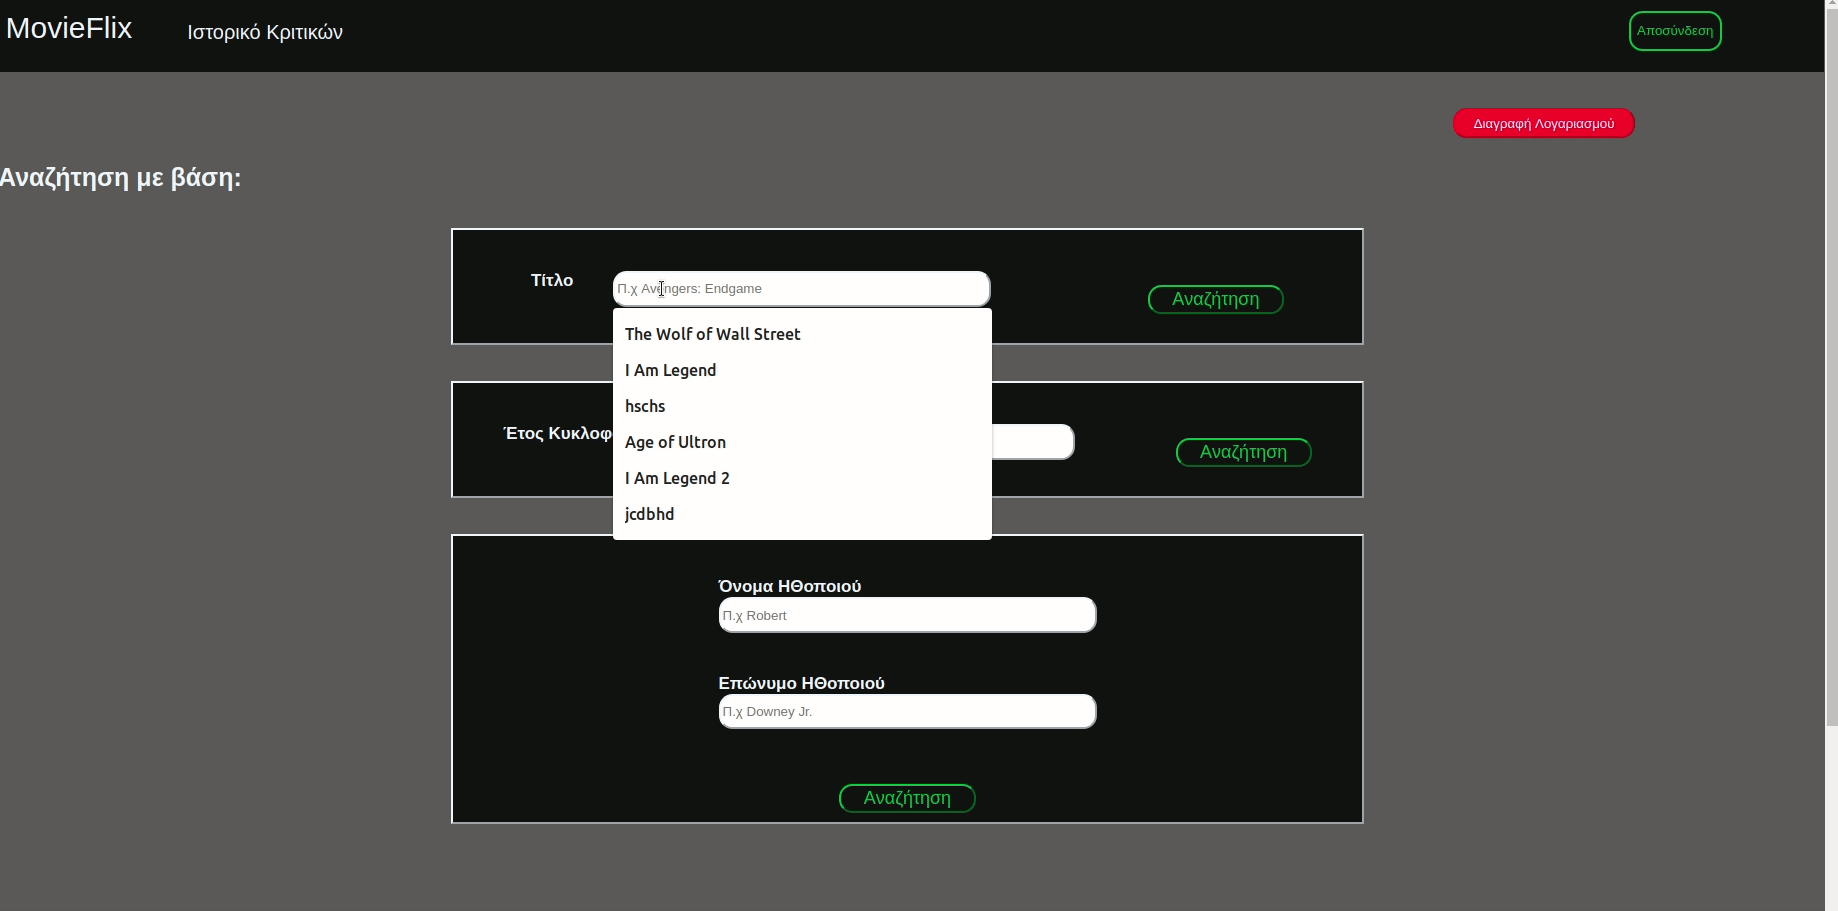 MovieFlix
Ιστορικό Κριτικών
Αποσύνδεση
Διαγραφή Λογαριασμού
Αναζήτηση με βάση:
Τίτλο
Π.χ Avengers: Endgame
Αναζήτηση
The Wolf of Wall Street
I Am Legend
hschs
Age of Ultron
I Am Legend 2
jcdbhd
Έτος
Αναζήτηση
Όνομα ΗΘοποιού
Π.χ Robert
Επώνυμο ΗΘοποιού
Π.χ Downey Jr.
Αναζήτηση